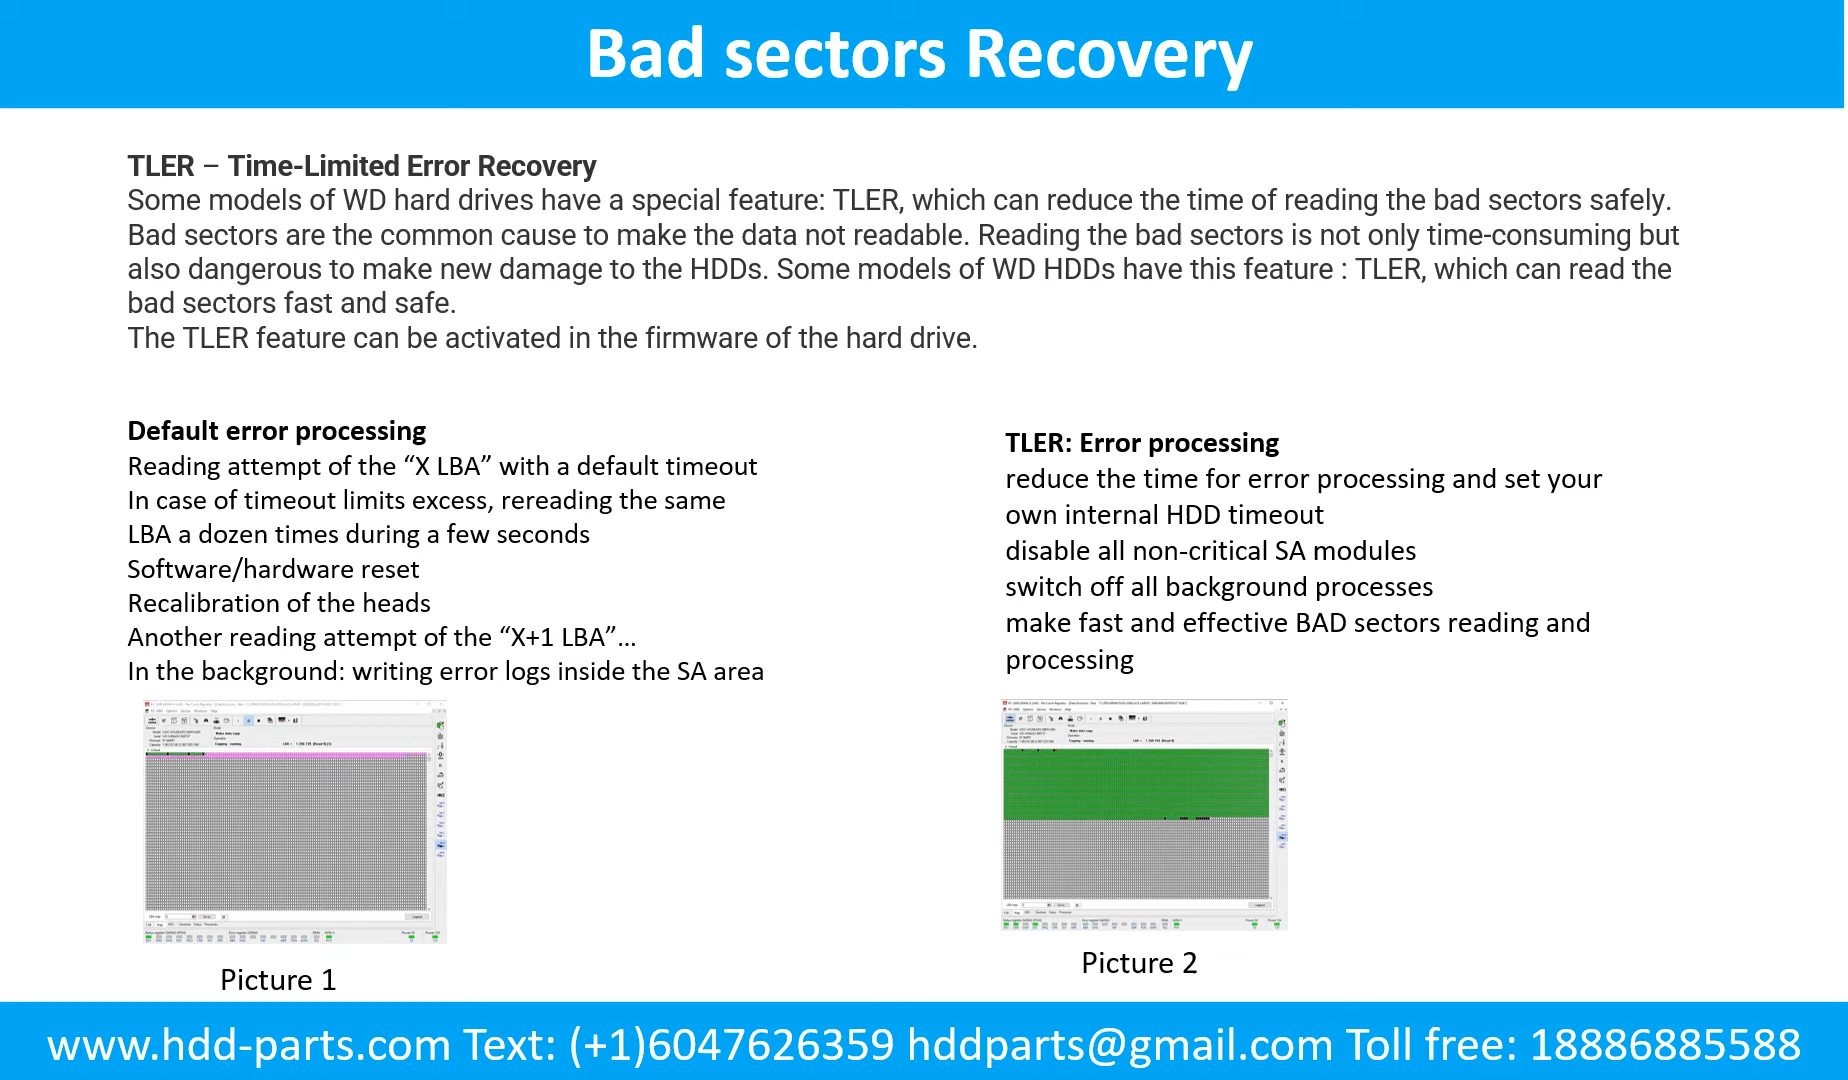 Bad sectors Recovery
TLER – Time-Limited Error Recovery
Some models of WD hard drives have a special feature: TLER, which can reduce the time of reading the bad sectors safely.
Bad sectors are the common cause to make the data not readable. Reading the bad sectors is not only time-consuming but
also dangerous to make new damage to the HDDs. Some models of WD HDDs have this feature : TLER, which can read the
bad sectors fast and safe.
The TLER feature can be activated in the firmware of the hard drive.
Default error processing
Reading attempt of the “X LBA” with a default timeout
In case of timeout limits excess, rereading the same
LBA a dozen times during a few seconds
Software/hardware reset
Recalibration of the heads
Another reading attempt of the “X+1 LBA”...
In the background: writing error logs inside the SA area
TLER: Error processing
reduce the time for error processing and set your
own internal HDD timeout
disable all non-critical SA modules
switch off all background processes
make fast and effective BAD sectors reading and
processing
Picture 1
Picture 2
www.hdd-parts.com Text: (+1)6047626359 hddparts@gmail.com Toll free: 18886885588